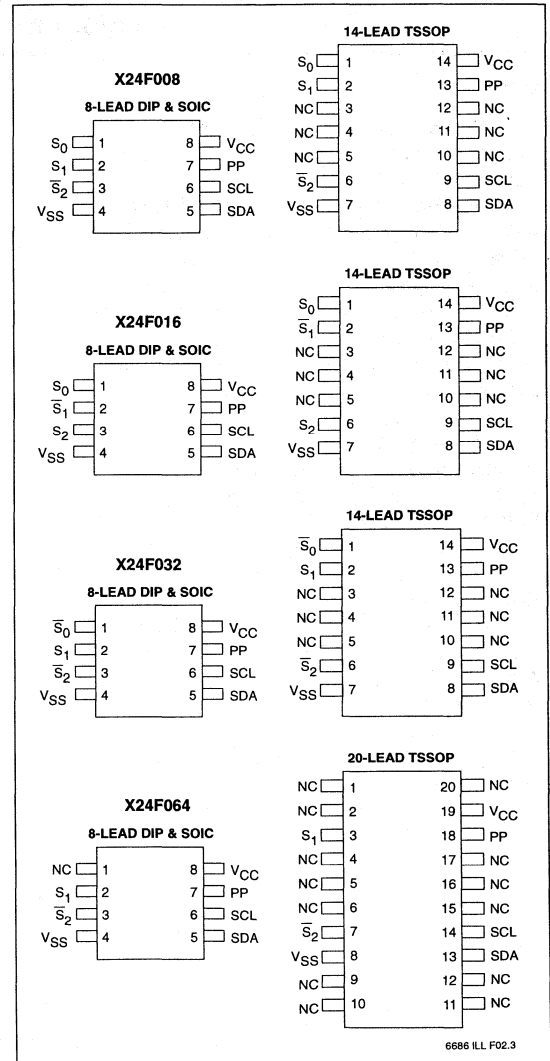 X24F008
8-LEAD DIP & SOIC
S0 1 8 VCC
S1 2 7 PP
S̅2 3 6 SCL
VSS 4 5 SDA
14-LEAD TSSOP
S0 1 14 VCC
S1 2 13 PP
NC 3 12 NC
NC 4 11 NC
NC 5 10 NC
S̅2 6 9 SCL
VSS 7 8 SDA
X24F016
8-LEAD DIP & SOIC
S0 1 8 VCC
S̅1 2 7 PP
S2 3 6 SCL
VSS 4 5 SDA
14-LEAD TSSOP
S0 1 14 VCC
S̅1 2 13 PP
NC 3 12 NC
NC 4 11 NC
NC 5 10 NC
S2 6 9 SCL
VSS 7 8 SDA
X24F032
8-LEAD DIP & SOIC
S̅0 1 8 VCC
S1 2 7 PP
S̅2 3 6 SCL
VSS 4 5 SDA
14-LEAD TSSOP
S̅0 1 14 VCC
S1 2 13 PP
NC 3 12 NC
NC 4 11 NC
NC 5 10 NC
S̅2 6 9 SCL
VSS 7 8 SDA
X24F064
8-LEAD DIP & SOIC
NC 1 8 VCC
S1 2 7 PP
S̅2 3 6 SCL
VSS 4 5 SDA
20-LEAD TSSOP
NC 1 20 NC
NC 2 19 VCC
S1 3 18 PP
NC 4 17 NC
NC 5 16 NC
NC 6 15 NC
S̅2 7 14 SCL
VSS 8 13 SDA
NC 9 12 NC
NC 10 11 NC
6686 ILL F02.3